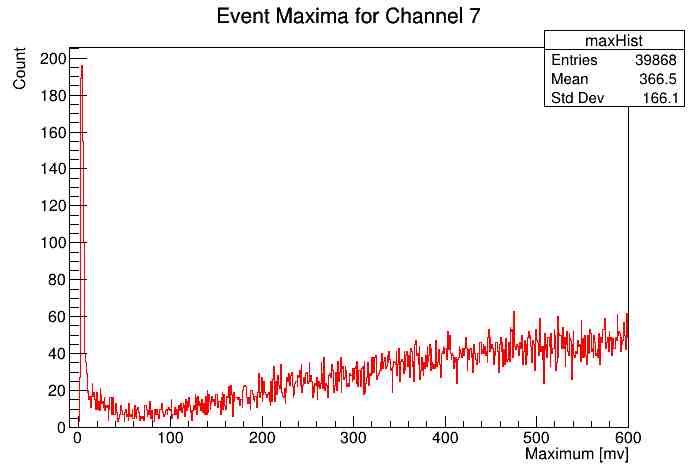 Event Maxima for Channel 7
maxHist
Entries 39868
Mean 366.5
Std Dev 166.1
Count
200
180
160
140
120
100
80
60
40
20
0
0 100 200 300 400 500 600
Maximum [mv]